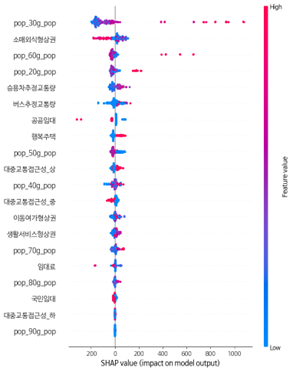 High
pop_30g_pop
소매외식형상권
pop_60g_pop
pop_20g_pop
승용차추정교통량
버스추정교통량
공공임대
행복주택
pop_50g_pop
대중교통접근성_상
pop_40g_pop
대중교통접근성_중
이동여가형상권
생활서비스형상권
pop_70g_pop
임대료
pop_80g_pop
국민임대
대중교통접근성_하
pop_90g_pop
Feature value
Low
200 0 200 400 600 800 1000
SHAP value (impact on model output)